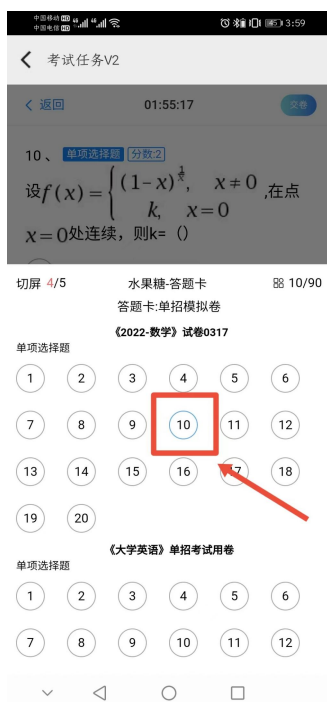 中国移动 HD 46 46 3:59
中国电信 HD 45
考试任务V2
返回 01:55:17 交卷
10、 单项选择题 分数:2
设f(x)={(1-x)^{1/x}, x≠0 ,在点
k, x=0
x=0处连续，则k=（）
切屏 4/5 水果糖-答题卡 10/90
答题卡:单招模拟卷
《2022-数学》试卷0317
单项选择题
1 2 3 4 5 6
7 8 9 10 11 12
13 14 15 16 17 18
19 20
《大学英语》单招考试用卷
单项选择题
1 2 3 4 5 6
7 8 9 10 11 12